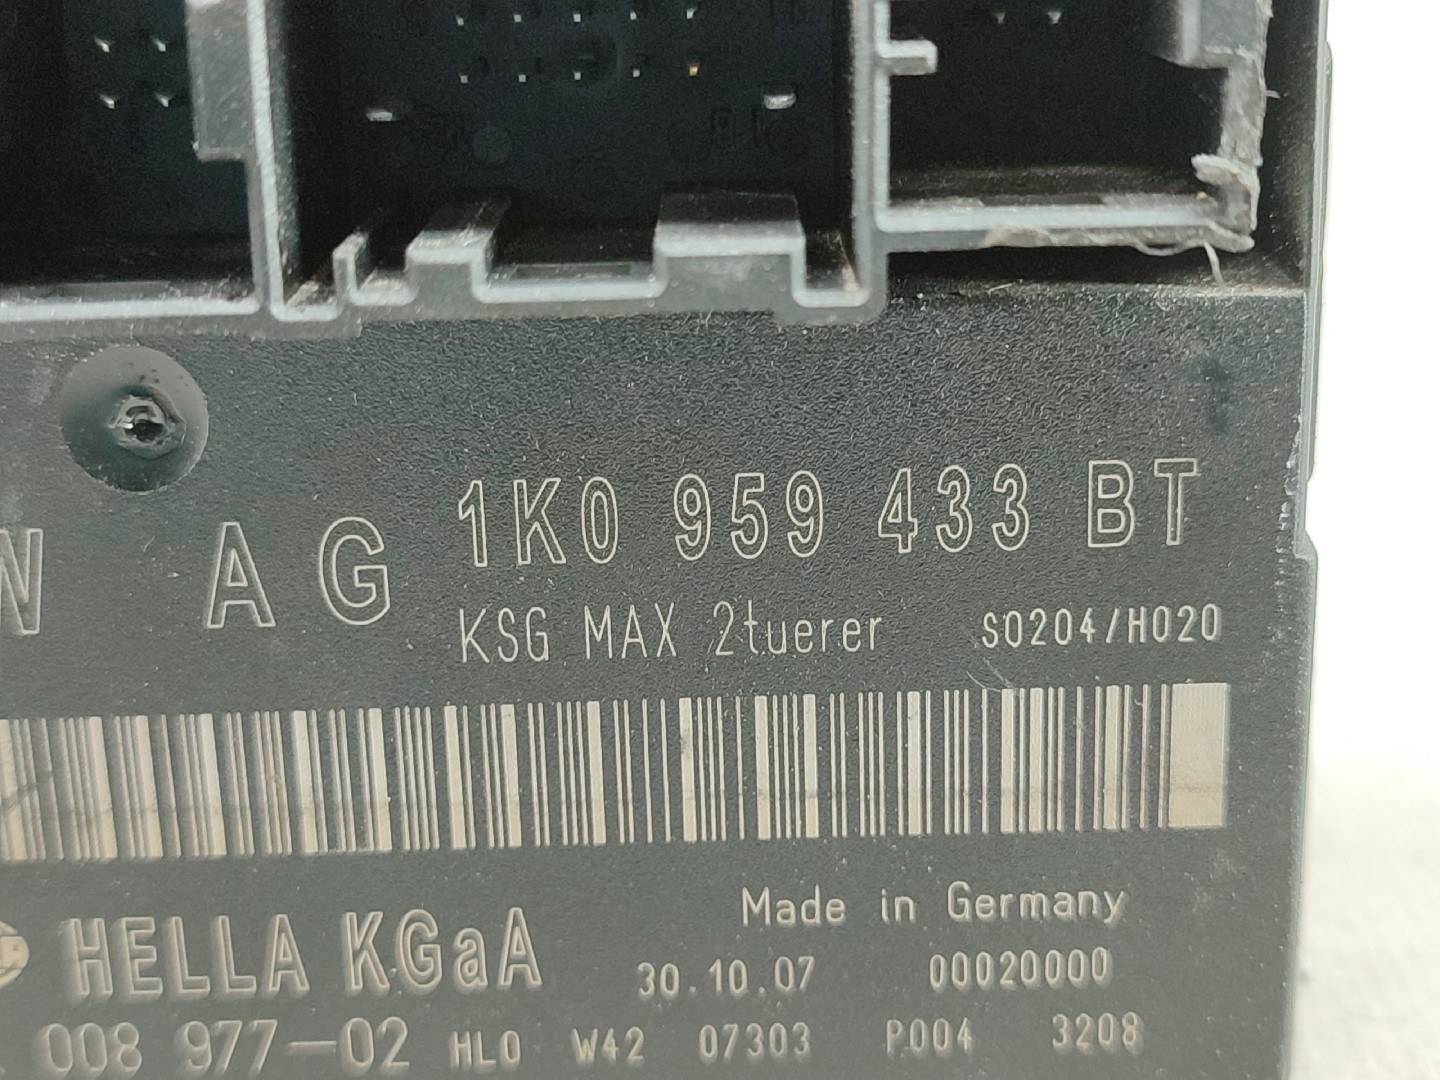 AG 1K0 959 433 BT
KSG MAX 2tuerer S0204/H020
Made in Germany
HELLA KGaA 30.10.07 00020000
008 977-02 HLO W42 07303 P004 3208